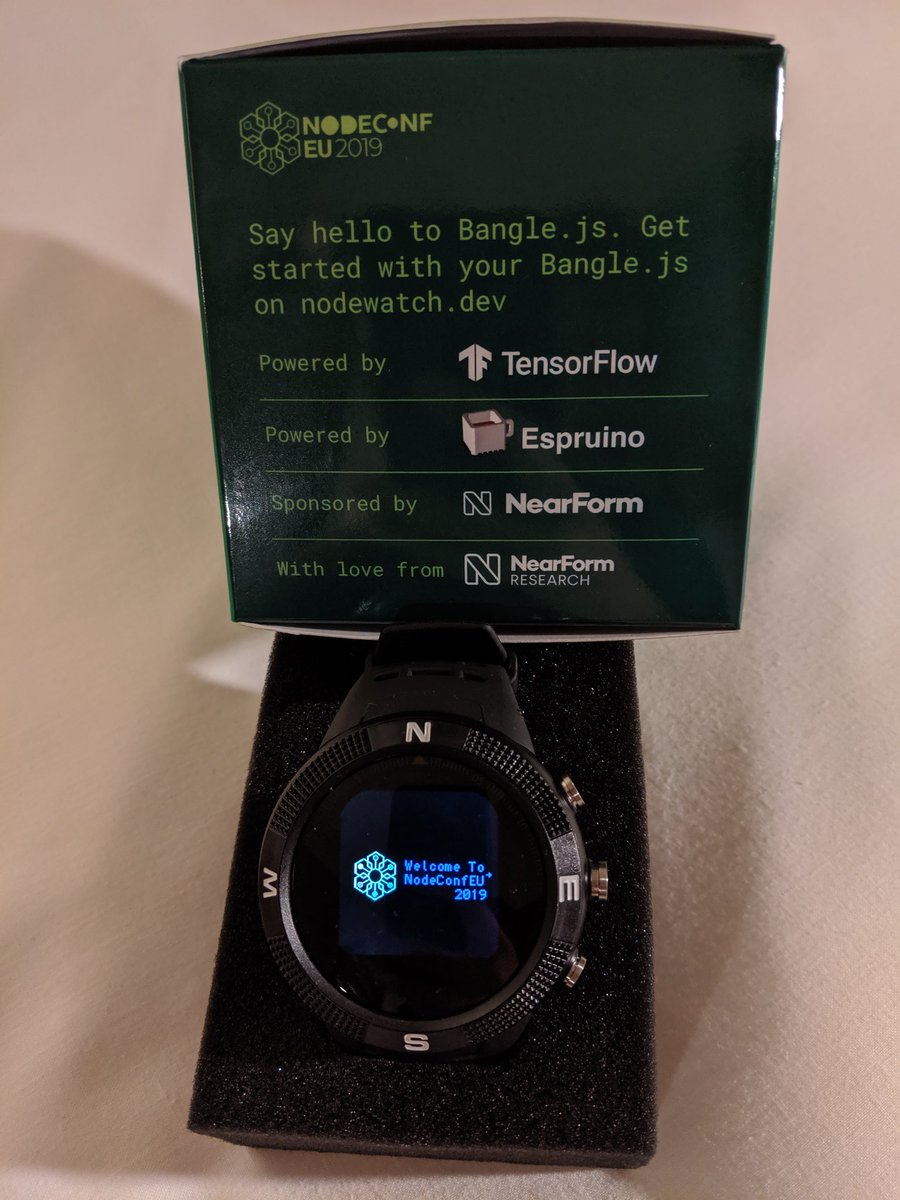 NODECONF
EU 2019
Say hello to Bangle.js. Get
started with your Bangle.js
on nodewatch.dev
Powered by TensorFlow
Powered by Espruino
Sponsored by NearForm
With love from NearForm
RESEARCH
N
Welcome To
NodeConfEU
2019
W
E
S